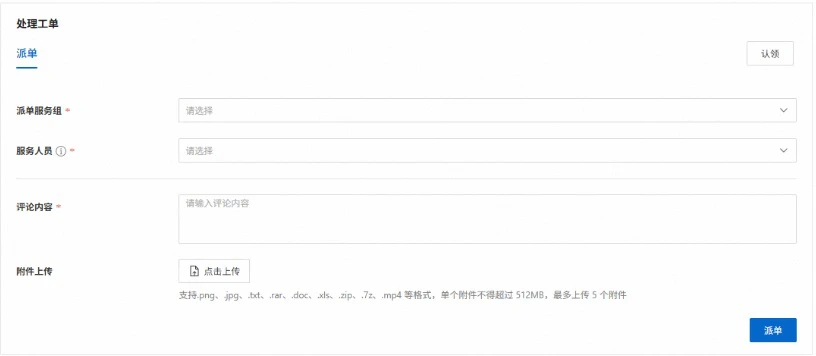 处理工单
派单
认领
派单服务组 *
请选择
服务人员 ⓘ *
请选择
评论内容 *
请输入评论内容
附件上传
点击上传
支持.png、.jpg、.txt、.rar、.doc、.xls、.zip、.7z、.mp4 等格式，单个附件不得超过 512MB，最多上传 5 个附件
派单